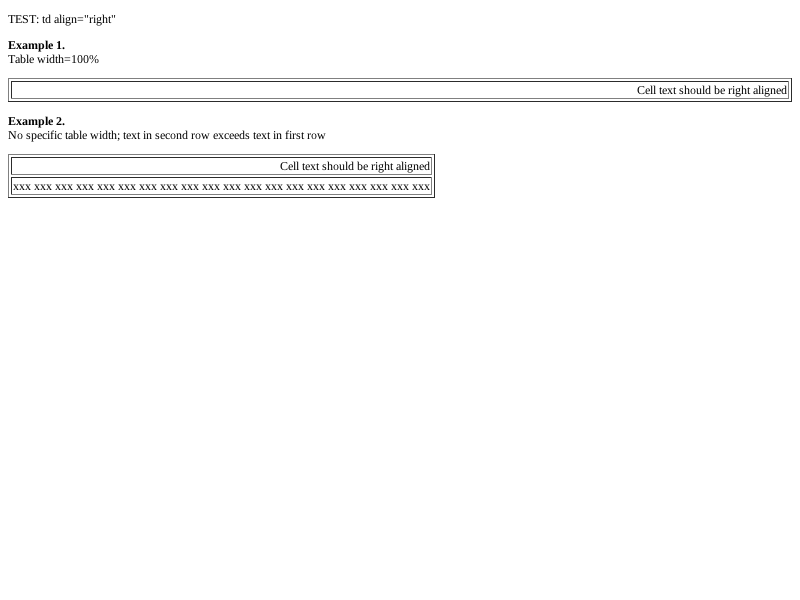 TEST: td align="right"
Example 1.
Table width=100%
Cell text should be right aligned
Example 2.
No specific table width; text in second row exceeds text in first row
Cell text should be right aligned
xxx xxx xxx xxx xxx xxx xxx xxx xxx xxx xxx xxx xxx xxx xxx xxx xxx xxx xxx xxx